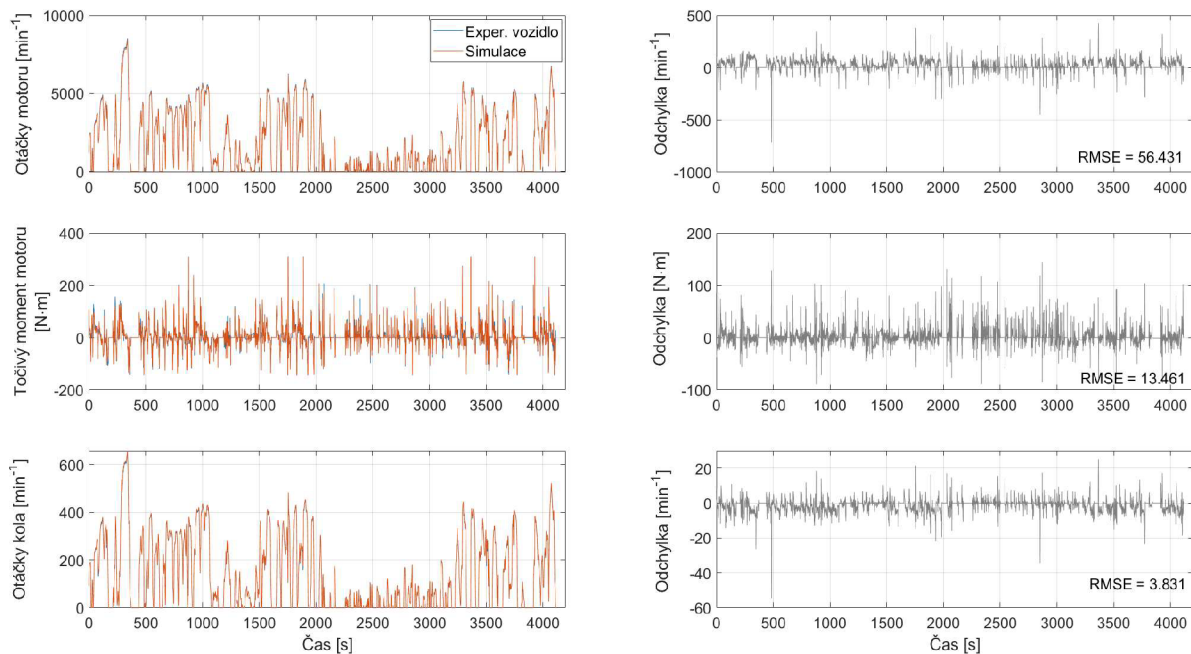 Otáčky motoru [min⁻¹]
10000
5000
0
Exper. vozidlo
Simulace
0 500 1000 1500 2000 2500 3000 3500 4000
Odchylka [min⁻¹]
500
0
-500
-1000
RMSE = 56.431
0 500 1000 1500 2000 2500 3000 3500 4000
Točivý moment motoru
[N·m]
400
200
0
-200
0 500 1000 1500 2000 2500 3000 3500 4000
Odchylka [N·m]
200
100
0
-100
RMSE = 13.461
0 500 1000 1500 2000 2500 3000 3500 4000
Otáčky kola [min⁻¹]
600
400
200
0
0 500 1000 1500 2000 2500 3000 3500 4000
Čas [s]
Odchylka [min⁻¹]
20
0
-20
-40
-60
RMSE = 3.831
0 500 1000 1500 2000 2500 3000 3500 4000
Čas [s]